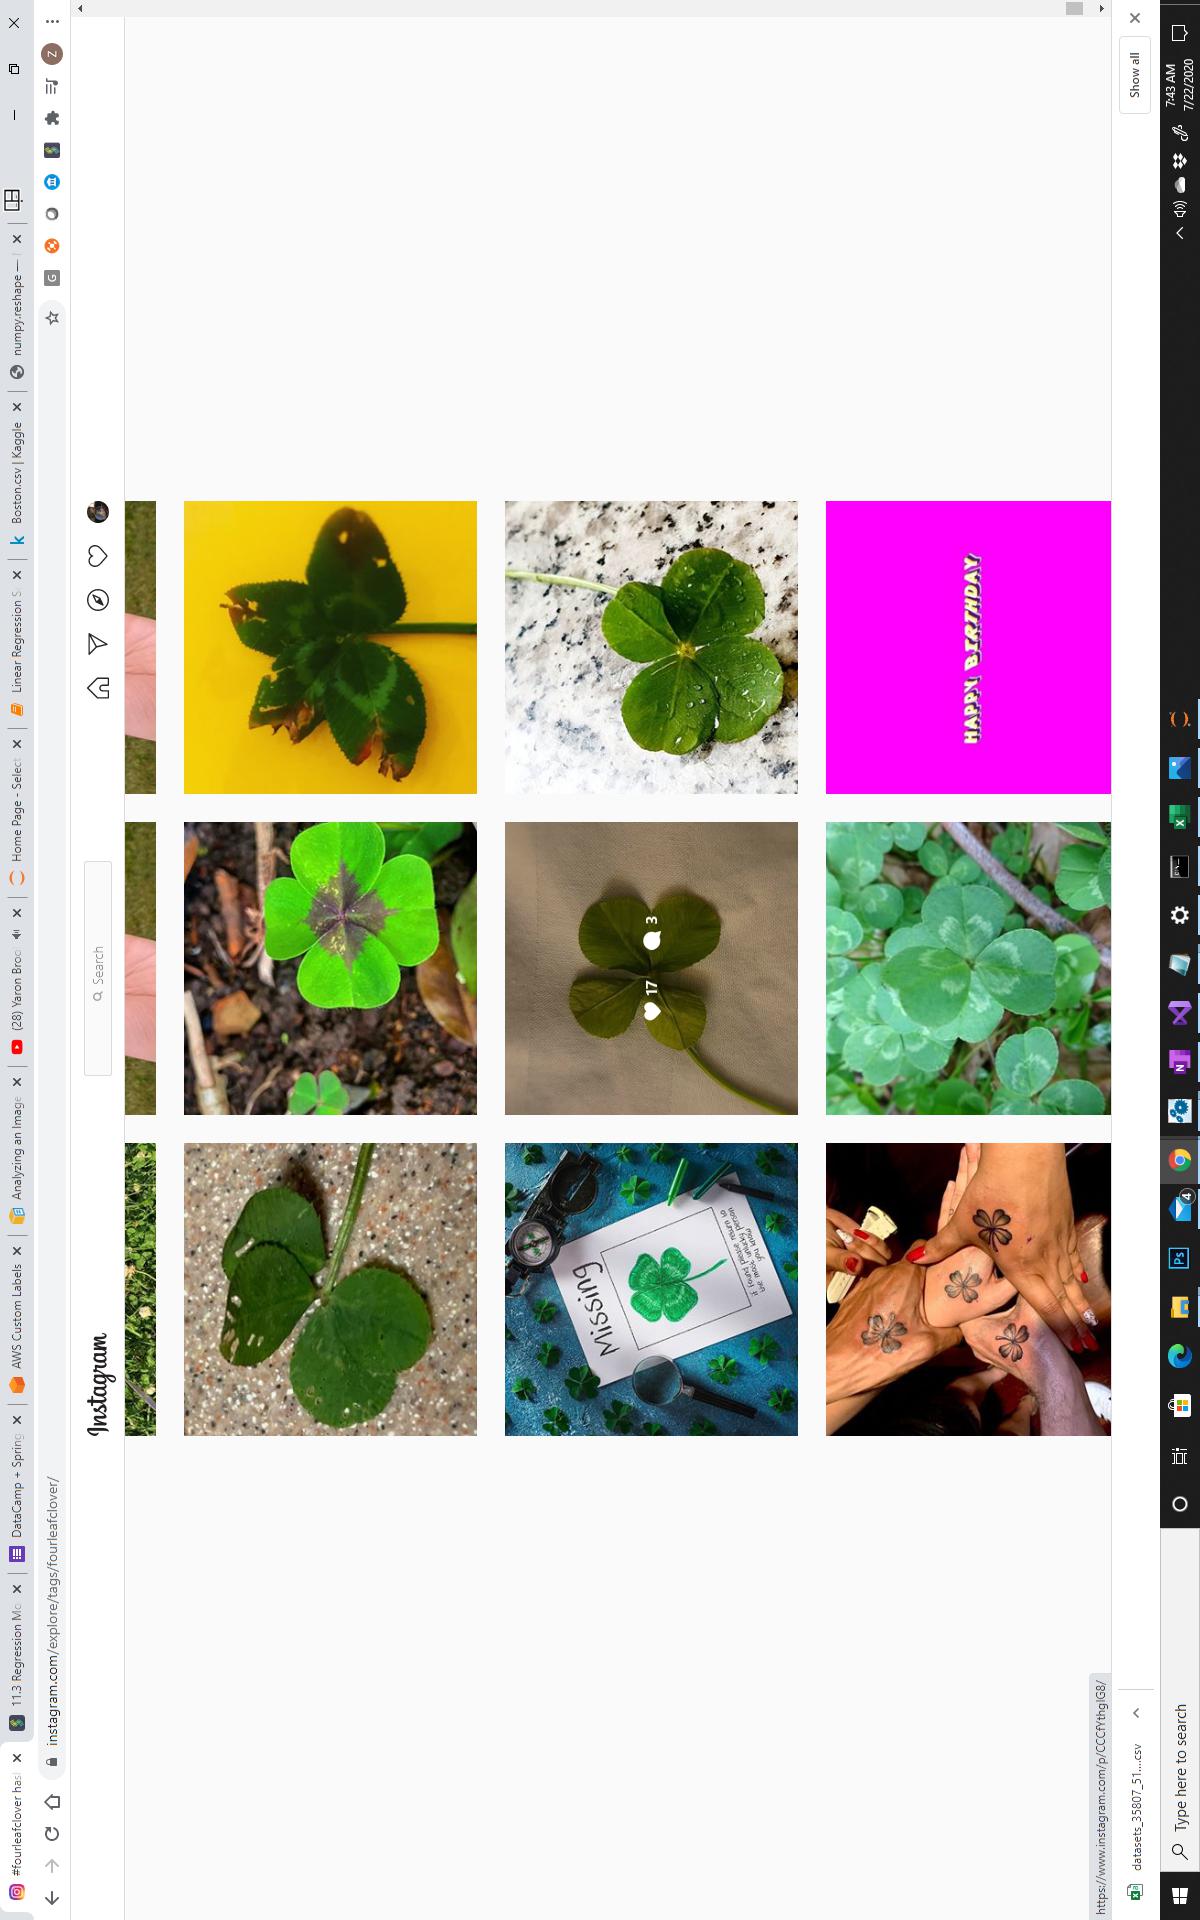 #fourleafclover has
11.3 Regression Mo
DataCamp + Spring
AWS Custom Labels
Analyzing an Image
(28) Yaron Broo
Home Page - Select
Linear Regression S
Boston.csv | Kaggle
numpy.reshape —
instagram.com/explore/tags/fourleafclover/
G
Z
Instagram
Search
Missing
if found please return to
the most unlucky person
you know
17 3
HAPPY BIRTHDAY
https://www.instagram.com/p/CCCfYthgIG8/
datasets_35807_51....csv
Show all
Type here to search
4
7:43 AM
7/22/2020